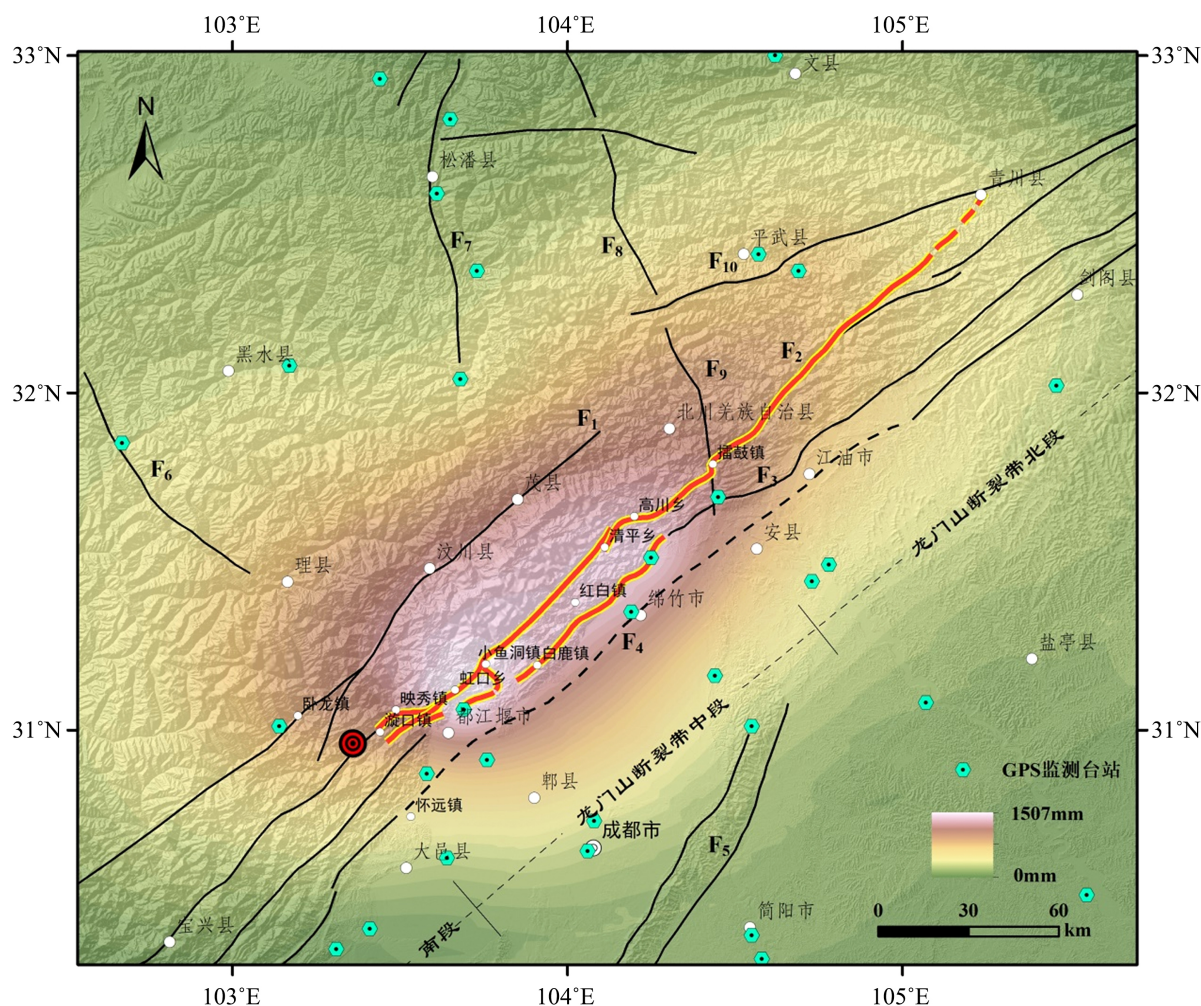 103°E 104°E 105°E
33°N 33°N
文县
N
松潘县
青川县
F7
F8
平武县
F10
剑阁县
黑水县
F2
32°N 32°N
F9
北川羌族自治县
F1
擂鼓镇
江油市
F6
F3
茂县
高川乡
清平乡
安县
龙门山断裂带北段
汶川县
理县
红白镇
绵竹市
F4
小鱼洞镇
白鹿镇
盐亭县
虹口乡
映秀镇
卧龙镇
漩口镇
都江堰市
31°N 31°N
龙门山断裂带中段
GPS监测台站
郫县
怀远镇
1507mm
成都市
大邑县
F5
0mm
简阳市
宝兴县
南段
0 30 60
km
103°E 104°E 105°E